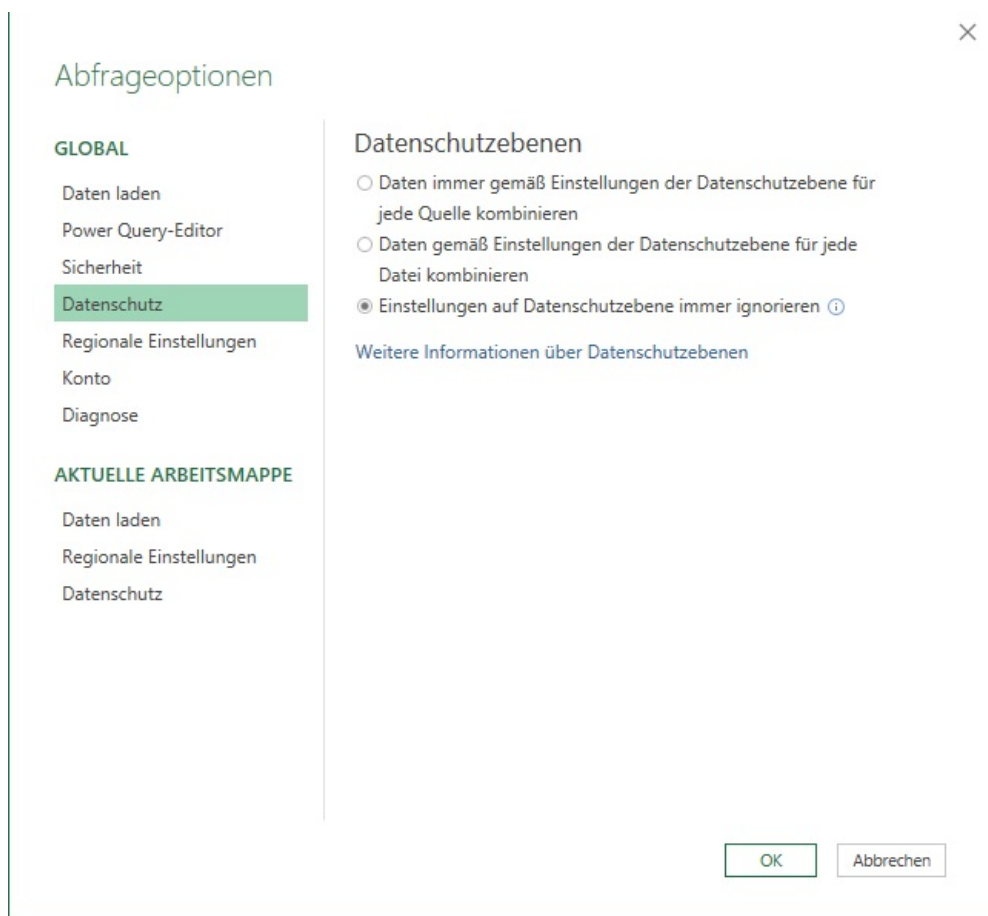 Abfrageoptionen
GLOBAL
Daten laden
Power Query-Editor
Sicherheit
Datenschutz
Regionale Einstellungen
Konto
Diagnose
AKTUELLE ARBEITSMAPPE
Daten laden
Regionale Einstellungen
Datenschutz
Datenschutzebenen
Daten immer gemäß Einstellungen der Datenschutzebene für
jede Quelle kombinieren
Daten gemäß Einstellungen der Datenschutzebene für jede
Datei kombinieren
Einstellungen auf Datenschutzebene immer ignorieren
Weitere Informationen über Datenschutzebenen
OK
Abbrechen